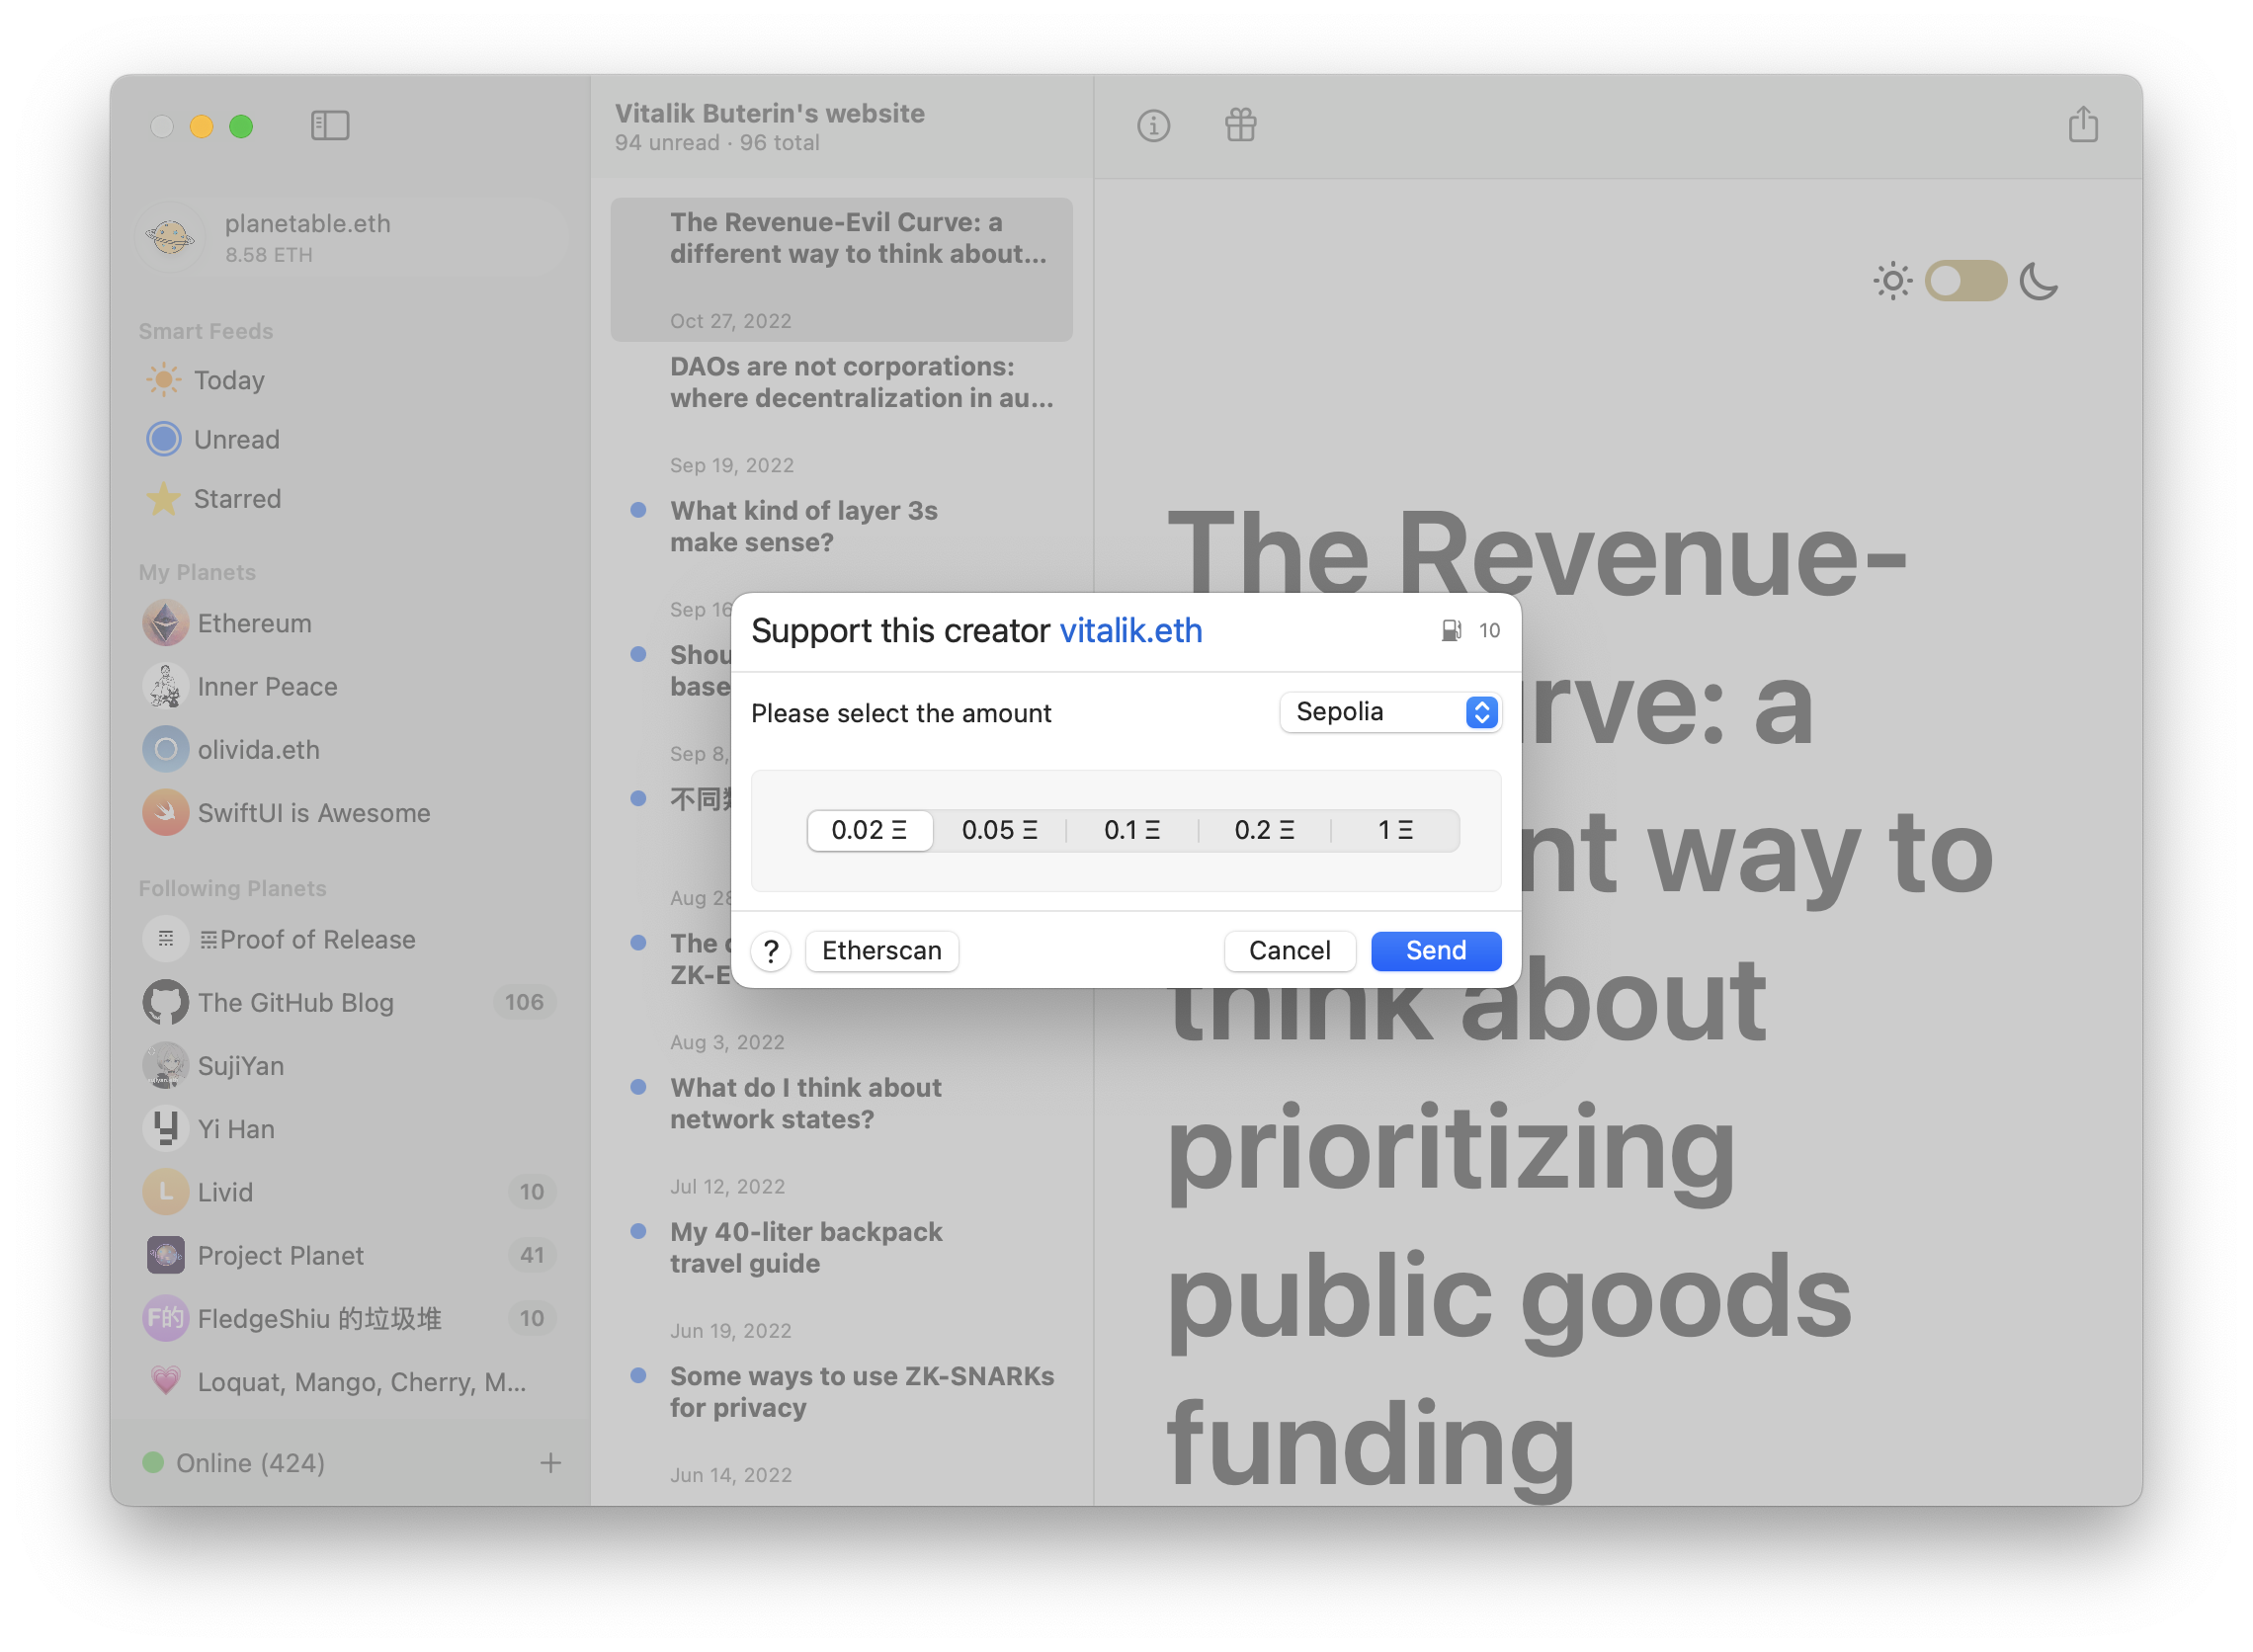 planetable.eth
8.58 ETH
Smart Feeds
Today
Unread
Starred
My Planets
Ethereum
Inner Peace
olivida.eth
SwiftUI is Awesome
Following Planets
𝌎Proof of Release
The GitHub Blog 106
SujiYan
Yi Han
L Livid 10
Project Planet 41
F的 FledgeShiu 的垃圾堆 10
Loquat, Mango, Cherry, M...
Online (424) +
Vitalik Buterin's website
94 unread · 96 total
The Revenue-Evil Curve: a
different way to think about...
Oct 27, 2022
DAOs are not corporations:
where decentralization in au...
Sep 19, 2022
What kind of layer 3s
make sense?
Sep 16
Shou
base
Sep 8,
不同
Aug 28
The
ZK-E
Aug 3, 2022
What do I think about
network states?
Jul 12, 2022
My 40-liter backpack
travel guide
Jun 19, 2022
Some ways to use ZK-SNARKs
for privacy
Jun 14, 2022
The Revenue-
rve: a
nt way to
think about
prioritizing
public goods
funding
Support this creator vitalik.eth 10
Please select the amount Sepolia
0.02 Ξ 0.05 Ξ 0.1 Ξ 0.2 Ξ 1 Ξ
? Etherscan Cancel Send